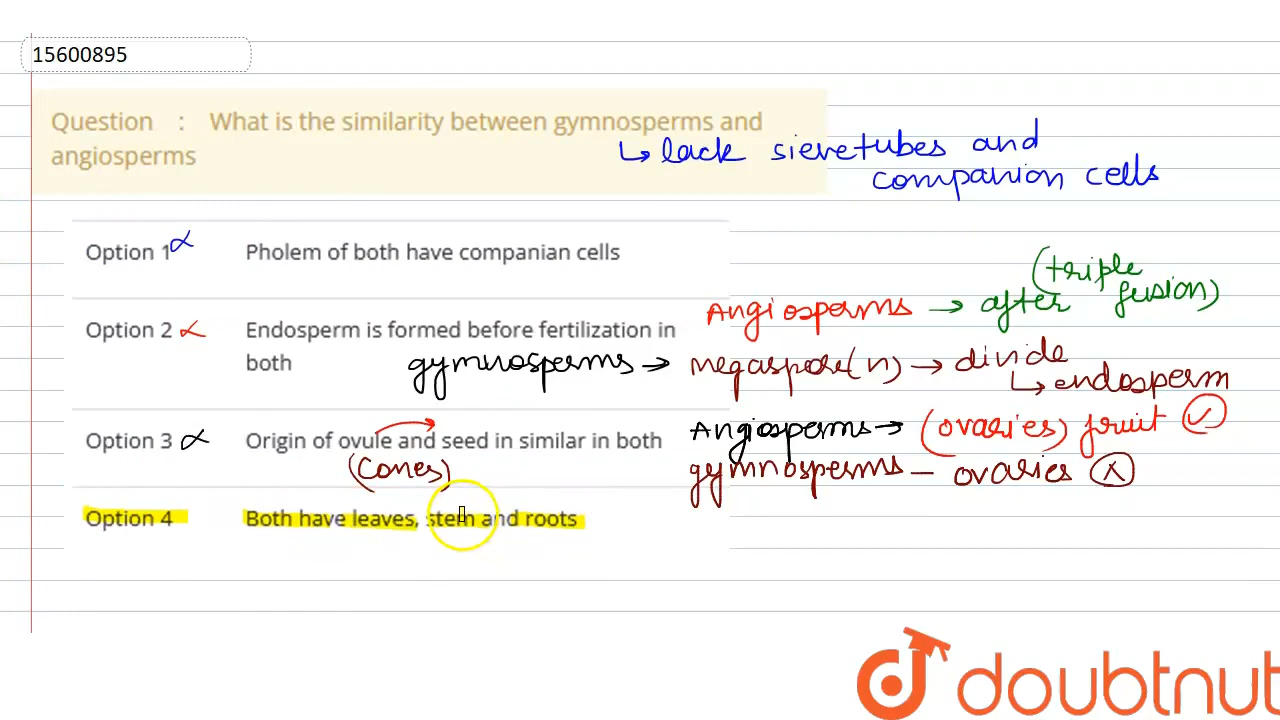 15600895
Question : What is the similarity between gymnosperms and
angiosperms
↳ lack sievetubes and
companion cells
Option 1 Pholem of both have companian cells
(triple
fusion)
Angiosperms → after
Option 2 Endosperm is formed before fertilization in
both
gymnosperms → megaspore(n) → divide
↳ endosperm
Option 3 Origin of ovule and seed in similar in both
(cones)
Angiosperms → (ovaries) fruit ✓
gymnosperms - ovaries x
Option 4 Both have leaves, stem and roots
doubtnut